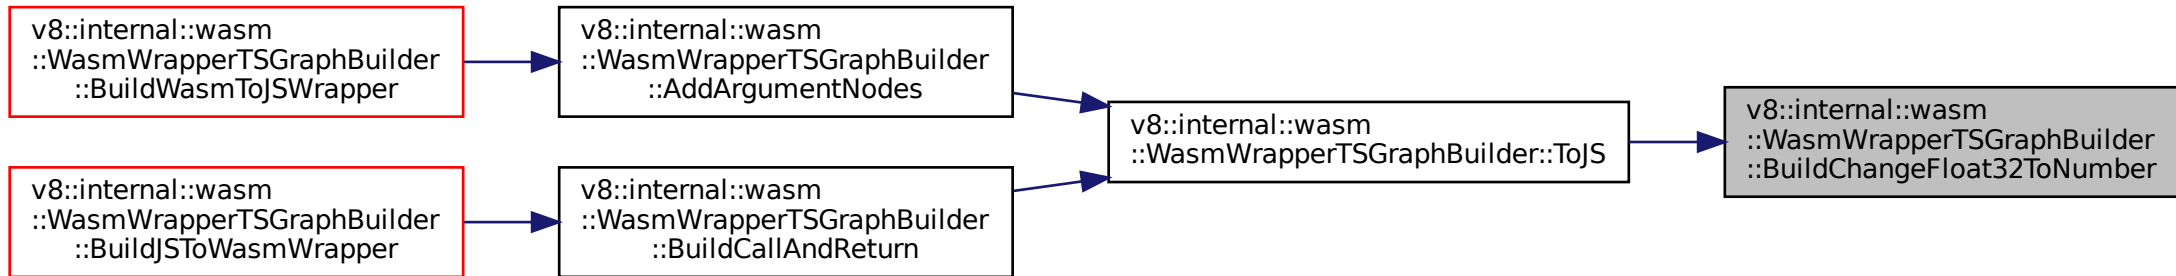 v8::internal::wasm
::WasmWrapperTSGraphBuilder
::BuildWasmToJSWrapper
v8::internal::wasm
::WasmWrapperTSGraphBuilder
::AddArgumentNodes
v8::internal::wasm
::WasmWrapperTSGraphBuilder::ToJS
v8::internal::wasm
::WasmWrapperTSGraphBuilder
::BuildChangeFloat32ToNumber
v8::internal::wasm
::WasmWrapperTSGraphBuilder
::BuildJSToWasmWrapper
v8::internal::wasm
::WasmWrapperTSGraphBuilder
::BuildCallAndReturn